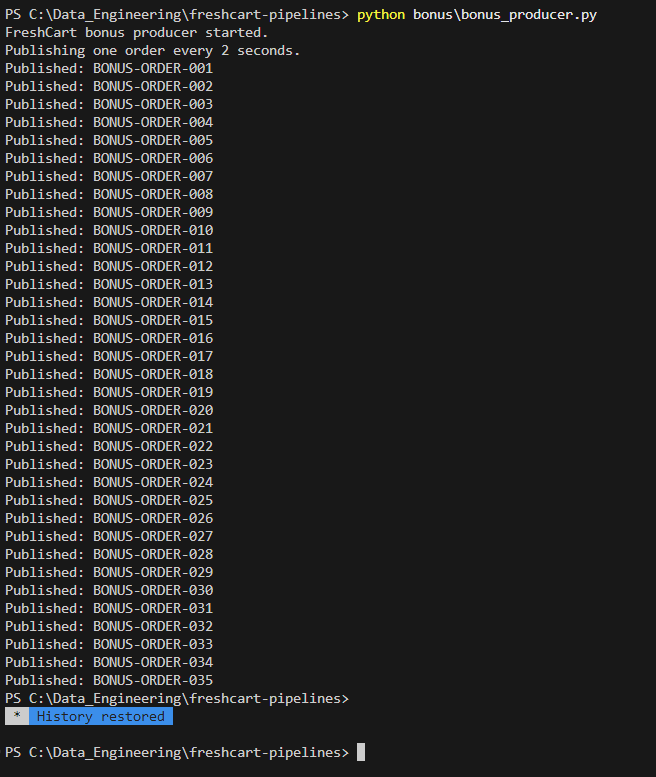 PS C:\Data_Engineering\freshcart-pipelines> python bonus\bonus_producer.py
FreshCart bonus producer started.
Publishing one order every 2 seconds.
Published: BONUS-ORDER-001
Published: BONUS-ORDER-002
Published: BONUS-ORDER-003
Published: BONUS-ORDER-004
Published: BONUS-ORDER-005
Published: BONUS-ORDER-006
Published: BONUS-ORDER-007
Published: BONUS-ORDER-008
Published: BONUS-ORDER-009
Published: BONUS-ORDER-010
Published: BONUS-ORDER-011
Published: BONUS-ORDER-012
Published: BONUS-ORDER-013
Published: BONUS-ORDER-014
Published: BONUS-ORDER-015
Published: BONUS-ORDER-016
Published: BONUS-ORDER-017
Published: BONUS-ORDER-018
Published: BONUS-ORDER-019
Published: BONUS-ORDER-020
Published: BONUS-ORDER-021
Published: BONUS-ORDER-022
Published: BONUS-ORDER-023
Published: BONUS-ORDER-024
Published: BONUS-ORDER-025
Published: BONUS-ORDER-026
Published: BONUS-ORDER-027
Published: BONUS-ORDER-028
Published: BONUS-ORDER-029
Published: BONUS-ORDER-030
Published: BONUS-ORDER-031
Published: BONUS-ORDER-032
Published: BONUS-ORDER-033
Published: BONUS-ORDER-034
Published: BONUS-ORDER-035
PS C:\Data_Engineering\freshcart-pipelines>
* History restored
PS C:\Data_Engineering\freshcart-pipelines>